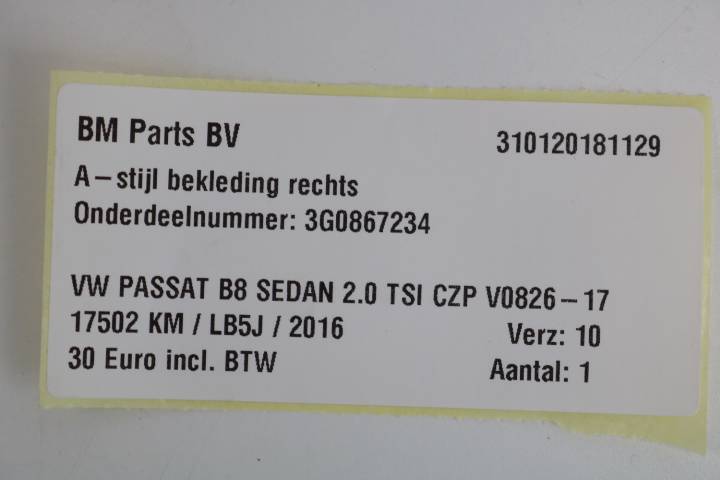 BM Parts BV 310120181129
A-stijl bekleding rechts
Onderdeelnummer: 3G0867234
VW PASSAT B8 SEDAN 2.0 TSI CZP V0826-17
17502 KM / LB5J / 2016 Verz: 10
30 Euro incl. BTW Aantal: 1